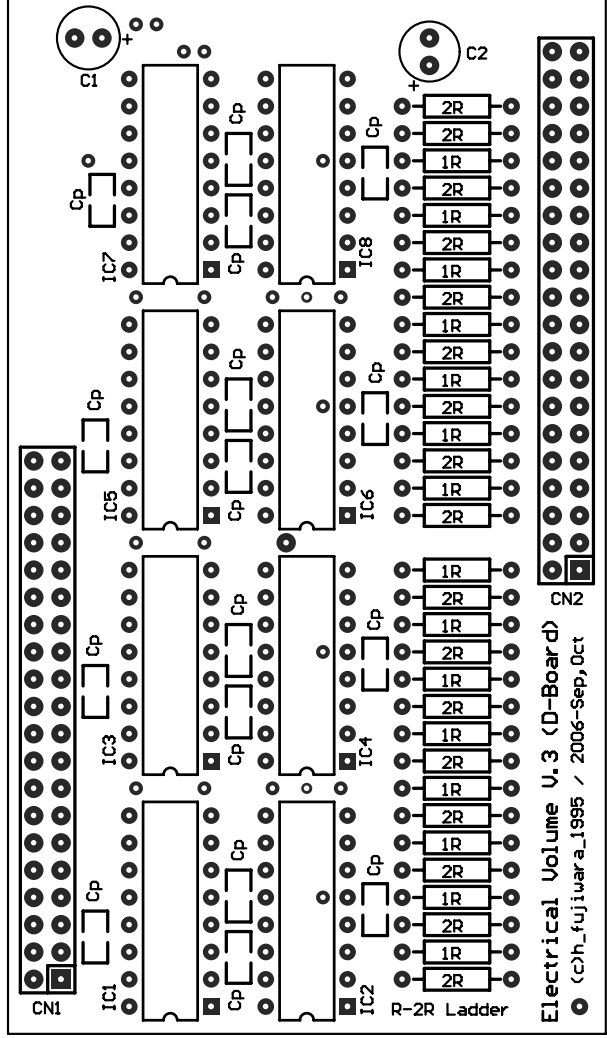 +
C1
C2
+
2R
Cp
2R
Cp
1R
2R
Cp
1R
2R
Cp
IC7
IC8
1R
2R
1R
2R
Cp
Cp
1R
Cp
2R
1R
2R
1R
IC5
Cp
IC6
2R
1R
2R
CN2
Cp
1R
Cp
2R
Cp
1R
2R
1R
IC3
Cp
IC4
2R
1R
2R
1R
Cp
Cp
2R
Cp
1R
2R
1R
2R
CN1
IC1
Cp
IC2
R-2R Ladder
Electrical Volume V.3 (D-Board)
(c)h_fujiwara_1995 / 2006-Sep,Oct